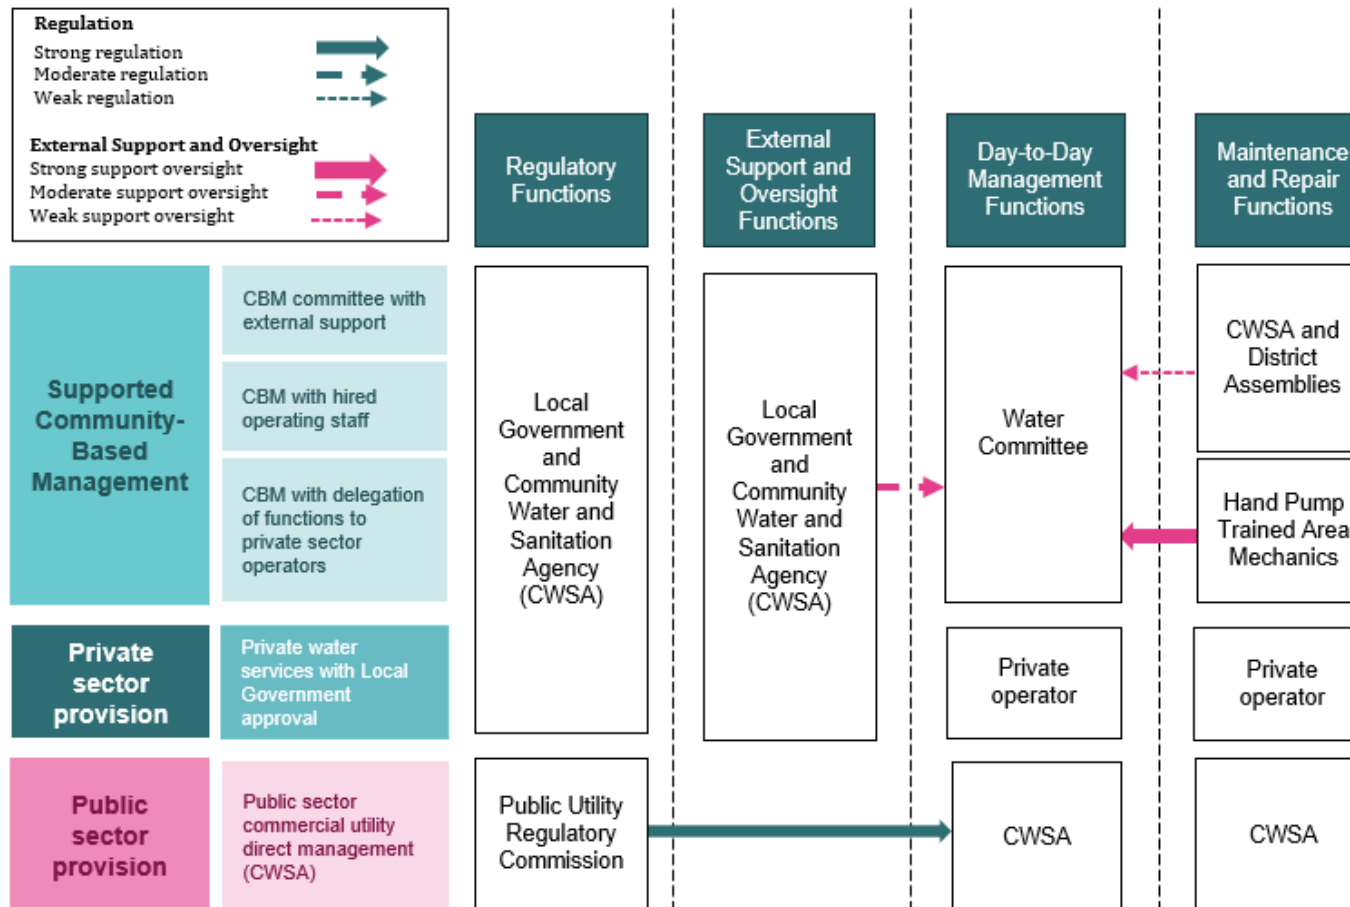 Regulation
Strong regulation
Moderate regulation
Weak regulation
External Support and Oversight
Strong support oversight
Moderate support oversight
Weak support oversight
Regulatory
Functions
External
Support and
Oversight
Functions
Day-to-Day
Management
Functions
Maintenance
and Repair
Functions
Supported
Community-
Based
Management
CBM committee with
external support
CBM with hired
operating staff
CBM with delegation
of functions to
private sector
operators
Local
Government
and
Community
Water and
Sanitation
Agency
(CWSA)
Local
Government
and
Community
Water and
Sanitation
Agency
(CWSA)
Water
Committee
CWSA and
District
Assemblies
Hand Pump
Trained Area
Mechanics
Private
sector
provision
Private water
services with Local
Government
approval
Private
operator
Private
operator
Public
sector
provision
Public sector
commercial utility
direct management
(CWSA)
Public Utility
Regulatory
Commission
CWSA
CWSA